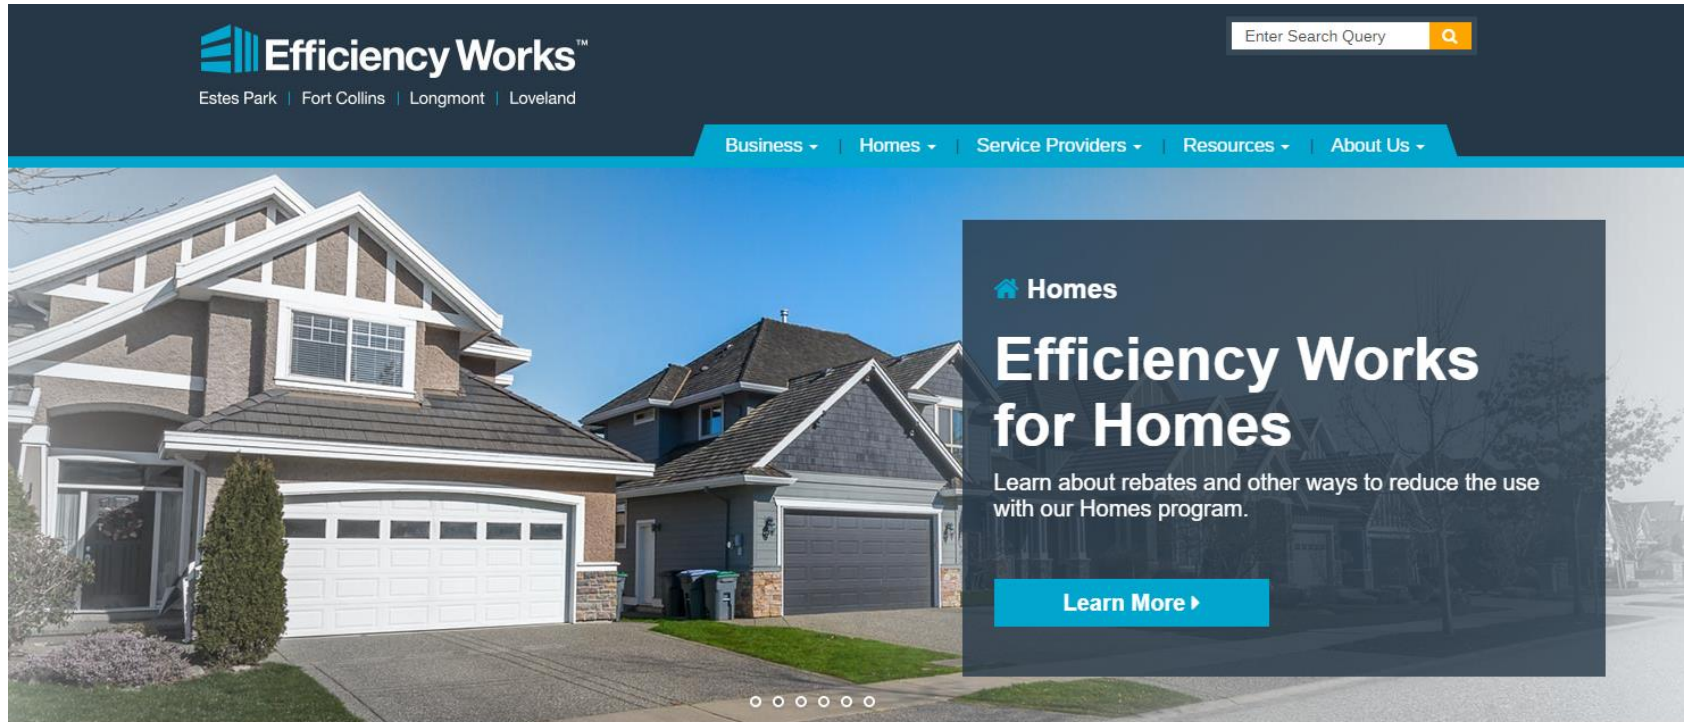 Efficiency Works™
Estes Park | Fort Collins | Longmont | Loveland
Enter Search Query
Business | Homes | Service Providers | Resources | About Us
Homes
Efficiency Works
for Homes
Learn about rebates and other ways to reduce the use
with our Homes program.
Learn More